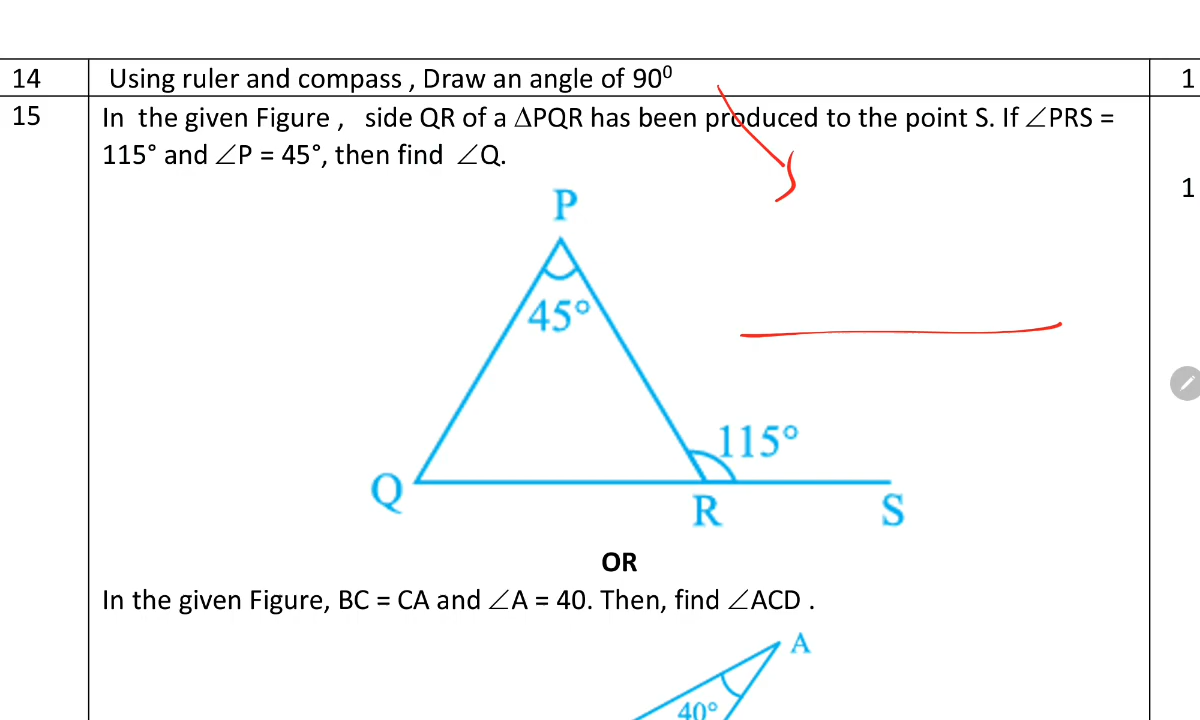 14 Using ruler and compass , Draw an angle of 90⁰ 1
15 In the given Figure , side QR of a ∆PQR has been produced to the point S. If ∠PRS =
115° and ∠P = 45°, then find ∠Q.
1
P
45°
115°
Q
R
S
OR
In the given Figure, BC = CA and ∠A = 40. Then, find ∠ACD .
A
40°